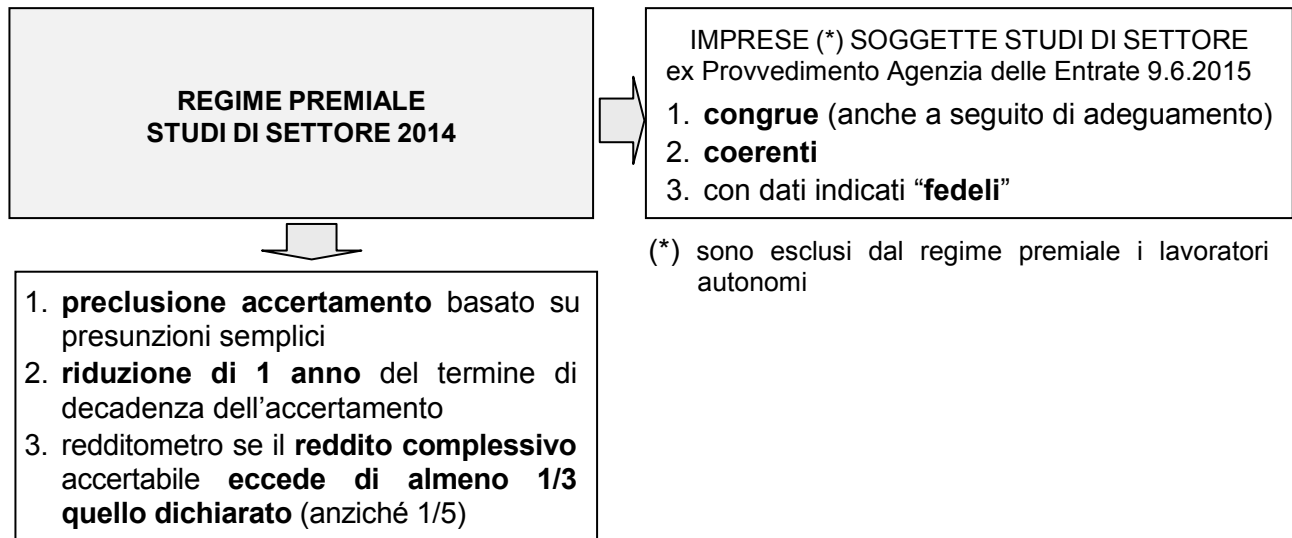 REGIME PREMIALE
STUDI DI SETTORE 2014
IMPRESE (*) SOGGETTE STUDI DI SETTORE
ex Provvedimento Agenzia delle Entrate 9.6.2015
1. congrue (anche a seguito di adeguamento)
2. coerenti
3. con dati indicati “fedeli”
(*) sono esclusi dal regime premiale i lavoratori
autonomi
1. preclusione accertamento basato su
presunzioni semplici
2. riduzione di 1 anno del termine di
decadenza dell’accertamento
3. redditometro se il reddito complessivo
accertabile eccede di almeno 1/3
quello dichiarato (anziché 1/5)